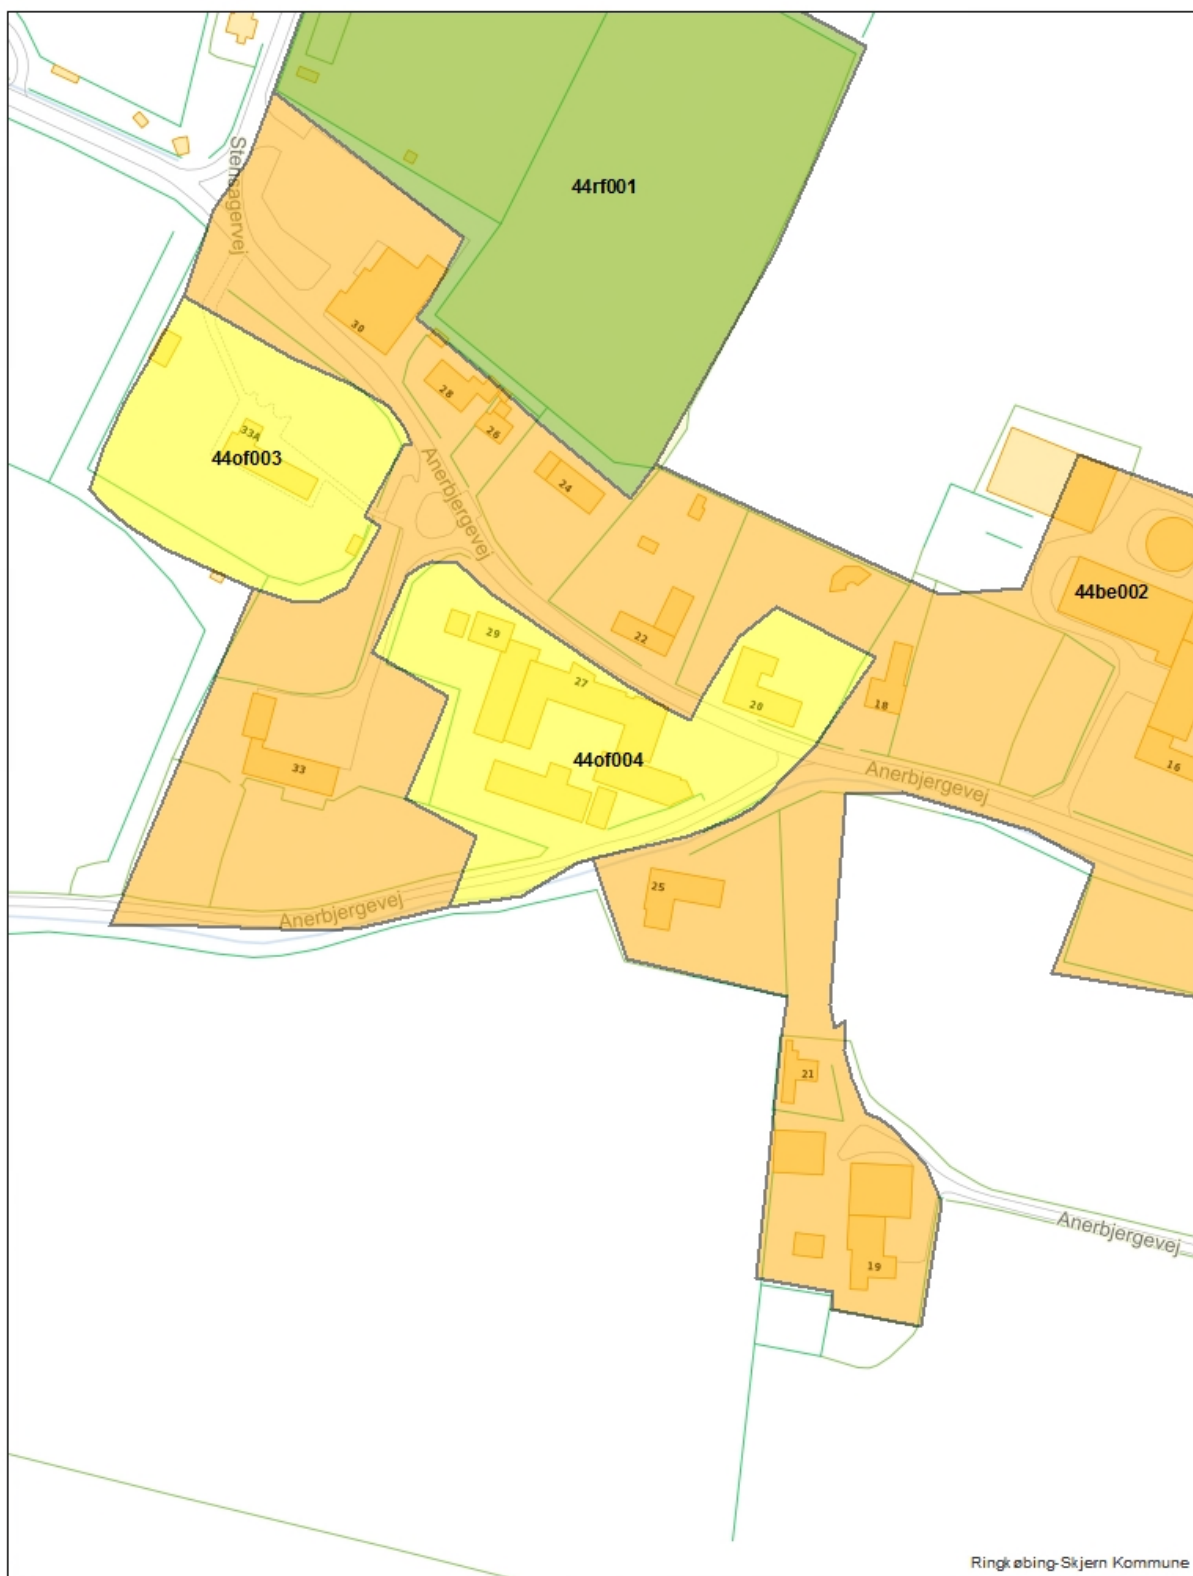 44rf001
Stensagervej
30
28
26
33A
44of003
Anerbjergevej
24
44be002
22
29
27
20
18
44of004
16
33
Anerbjergevej
25
Anerbjergevej
21
Anerbjergevej
19
Ringkøbing-Skjern Kommune